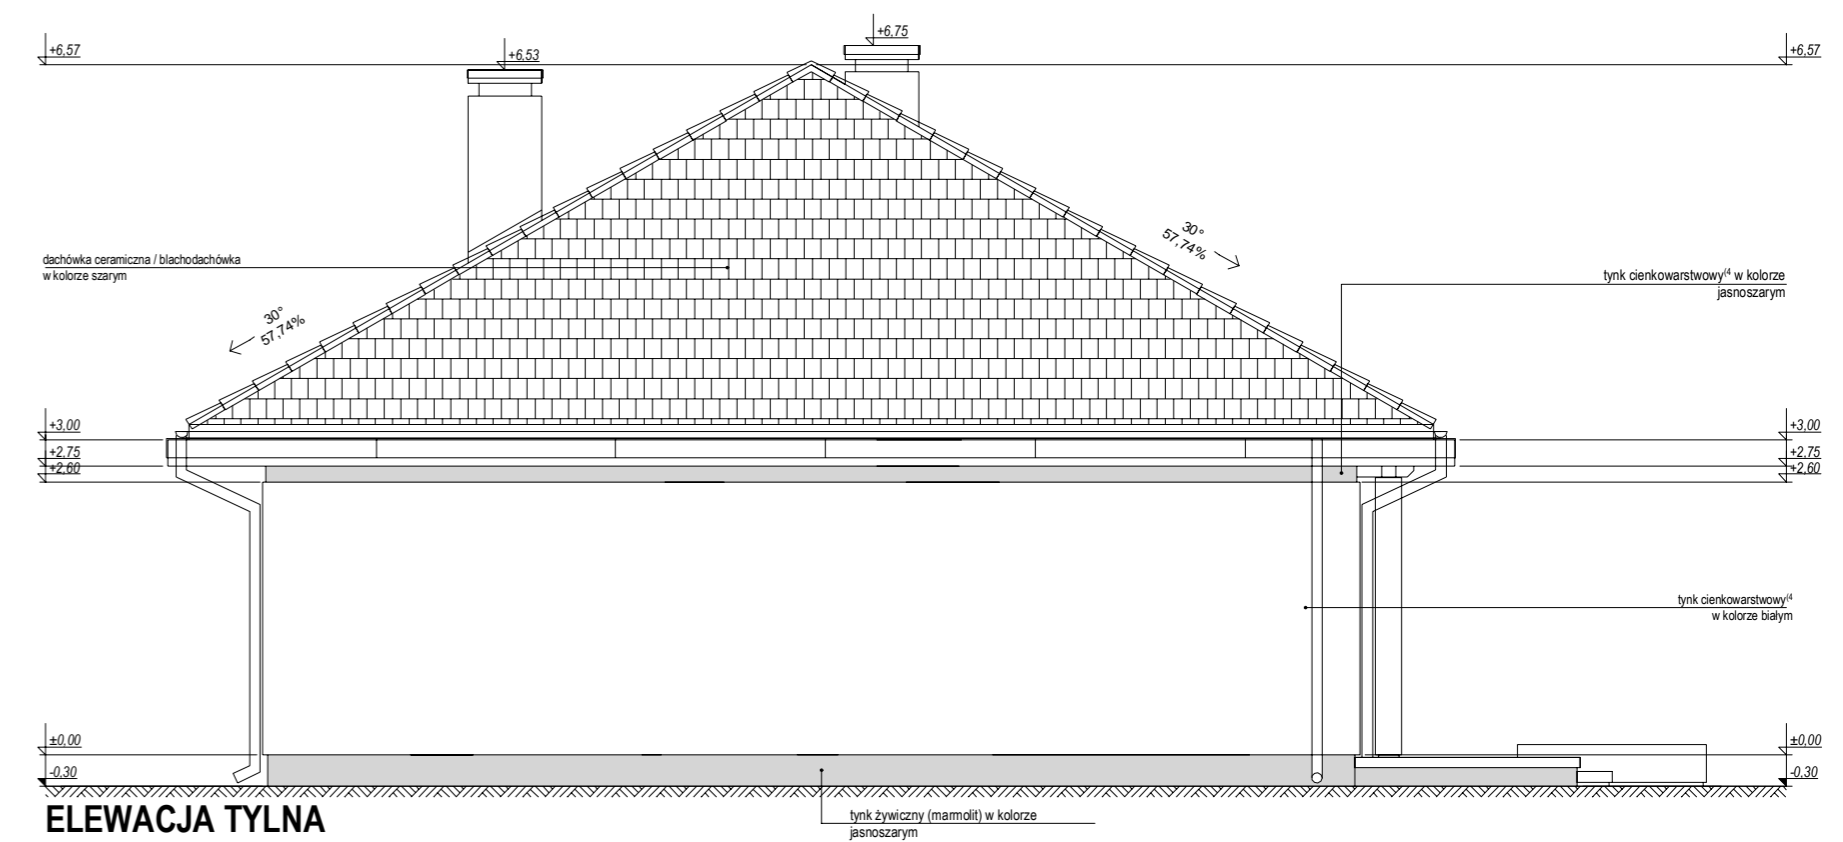 +6,75
+6,57
+6,53
+6,57
30°
57,74%
dachówka ceramiczna / blachodachówka
w kolorze szarym
tynk cienkowarstwowy⁽⁴ w kolorze
jasnoszarym
30°
57,74%
+3,00
+3,00
+2,75
+2,75
+2,60
+2,60
tynk cienkowarstwowy⁽⁴
w kolorze białym
±0,00
±0,00
-0,30
-0,30
ELEWACJA TYLNA
tynk żywiczny (marmolit) w kolorze
jasnoszarym